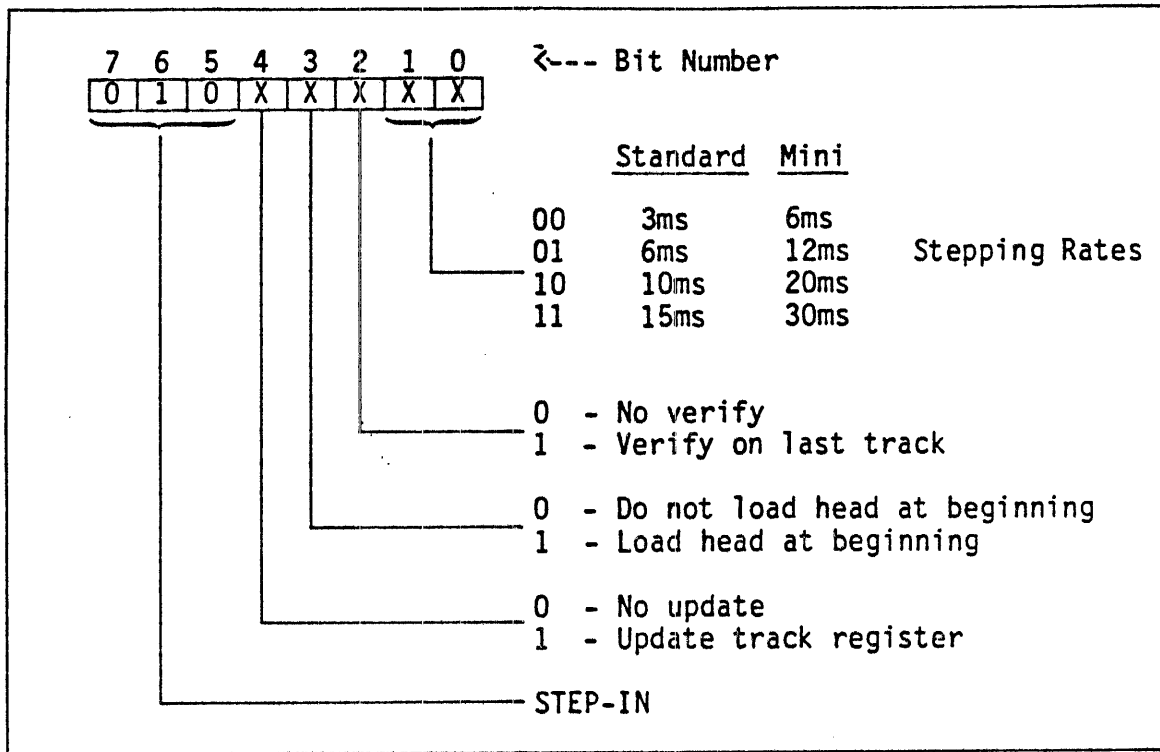 7 6 5 4 3 2 1 0 <--- Bit Number
0 1 0 X X X X X
Standard Mini
00 3ms 6ms
01 6ms 12ms Stepping Rates
10 10ms 20ms
11 15ms 30ms
0 - No verify
1 - Verify on last track
0 - Do not load head at beginning
1 - Load head at beginning
0 - No update
1 - Update track register
STEP-IN